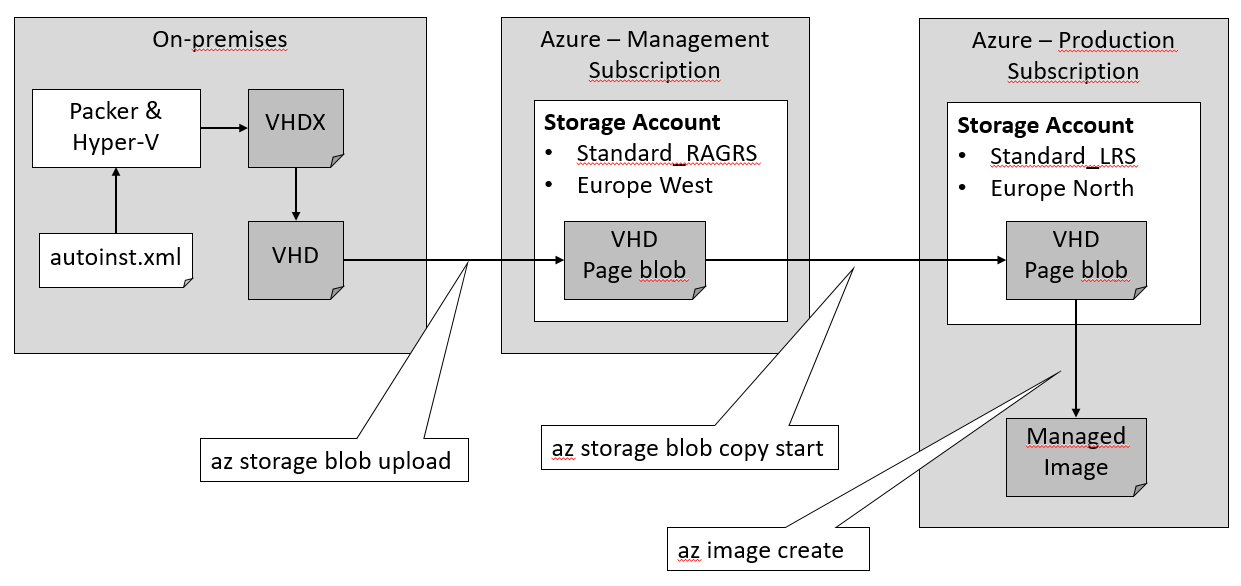 On-premises
Packer &
Hyper-V
VHDX
autoinst.xml
VHD
Azure – Management
Subscription
Storage Account
• Standard_RAGRS
• Europe West
VHD
Page blob
Azure – Production
Subscription
Storage Account
• Standard_LRS
• Europe North
VHD
Page blob
Managed
Image
az storage blob upload
az storage blob copy start
az image create